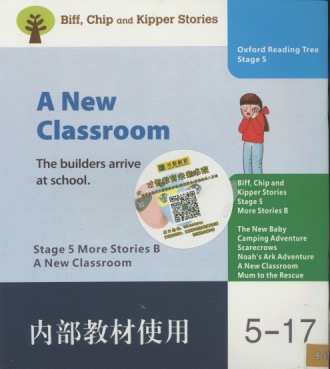 Biff, Chip and Kipper Stories
Oxford Reading Tree
Stage 5
A New
Classroom
The builders arrive
at school.
Biff, Chip and
Kipper Stories
Stage 5
More Stories B
The New Baby
Camping Adventure
Scarecrows
Noah's Ark Adventure
A New Classroom
Mum to the Rescue
Stage 5 More Stories B
A New Classroom
内部教材使用
5-17